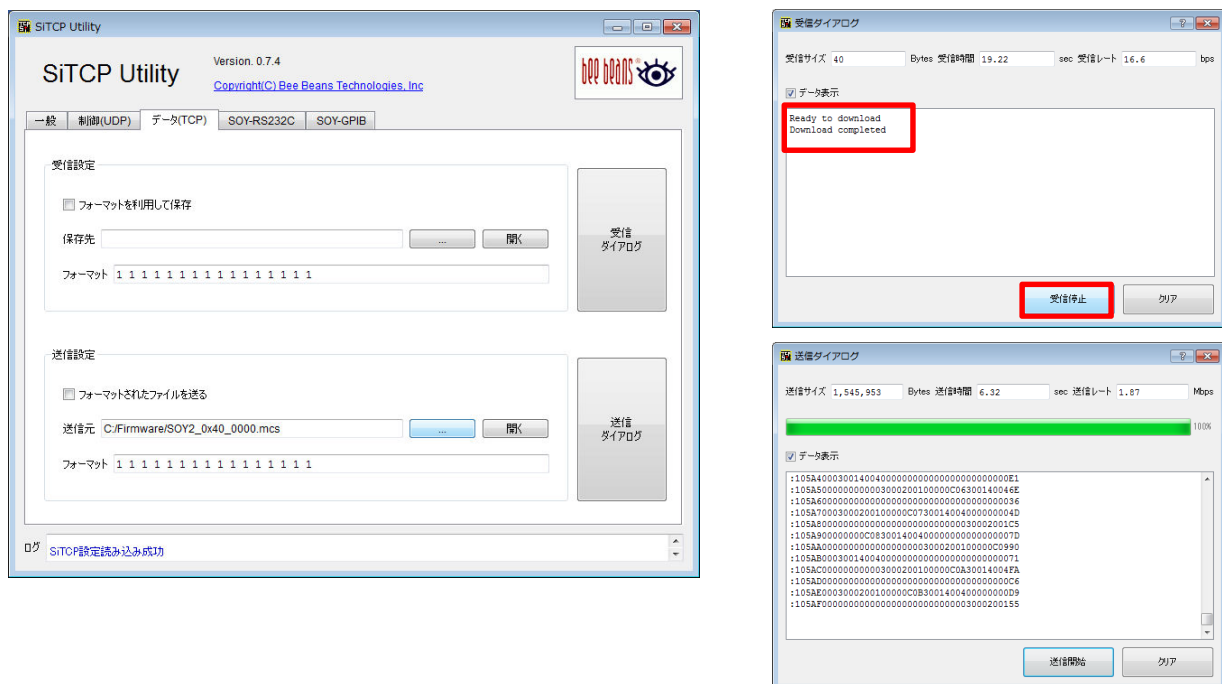 SiTCP Utility
SiTCP Utility
Version. 0.7.4
Copyright(C) Bee Beans Technologies, Inc
bee beans
一般 制御(UDP) データ(TCP) SOY-RS232C SOY-GPIB
受信設定
フォーマットを利用して保存
保存先 ... 開く
フォーマット 1 1 1 1 1 1 1 1 1 1 1 1 1 1 1 1
受信
ダイアログ
送信設定
フォーマットされたファイルを送る
送信元 C:/Firmware/SOY2_0x40_0000.mcs ... 開く
フォーマット 1 1 1 1 1 1 1 1 1 1 1 1 1 1 1 1
送信
ダイアログ
ログ SiTCP設定読み込み成功
受信ダイアログ
受信サイズ 40 Bytes 受信時間 19.22 sec 受信レート 16.6 bps
データ表示
Ready to download
Download completed
受信停止 クリア
送信ダイアログ
送信サイズ 1,545,953 Bytes 送信時間 6.32 sec 送信レート 1.87 Mbps
100%
データ表示
送信開始 クリア